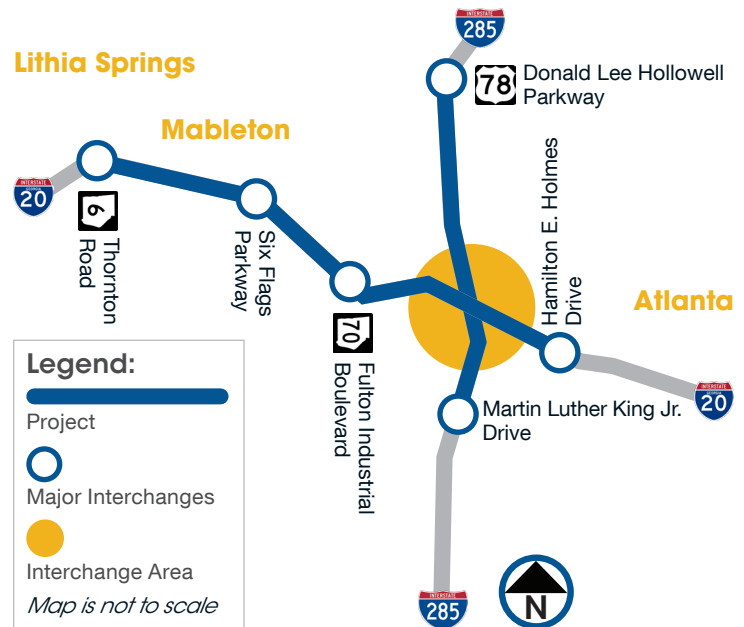 INTERSTATE
285
Lithia Springs
78
Donald Lee Hollowell
Parkway
Mableton
INTERSTATE
20
6
Thornton
Road
Six Flags
Parkway
70
Fulton Industrial
Boulevard
Hamilton E. Holmes
Drive
Atlanta
INTERSTATE
20
Martin Luther King Jr.
Drive
INTERSTATE
285
N
Legend:
Project
Major Interchanges
Interchange Area
Map is not to scale